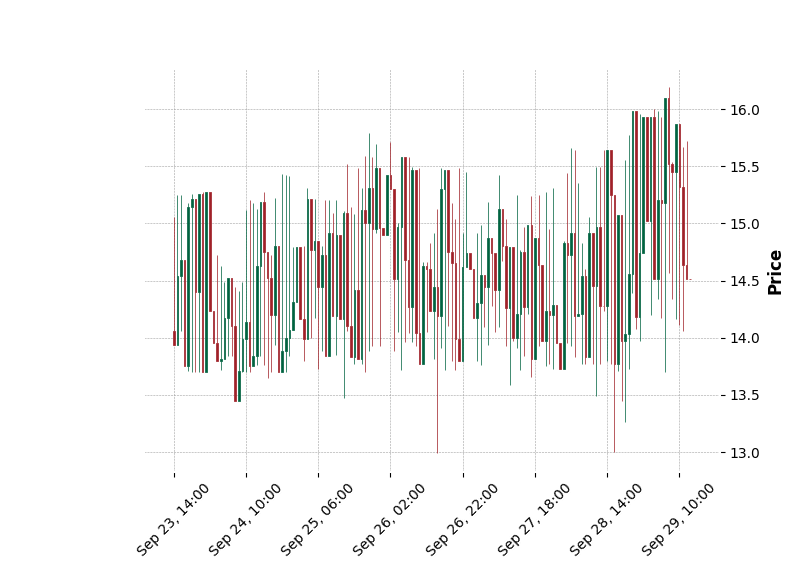 16.0
15.5
15.0
14.5
14.0
13.5
13.0
Price
Sep 23, 14:00
Sep 24, 10:00
Sep 25, 06:00
Sep 26, 02:00
Sep 26, 22:00
Sep 27, 18:00
Sep 28, 14:00
Sep 29, 10:00